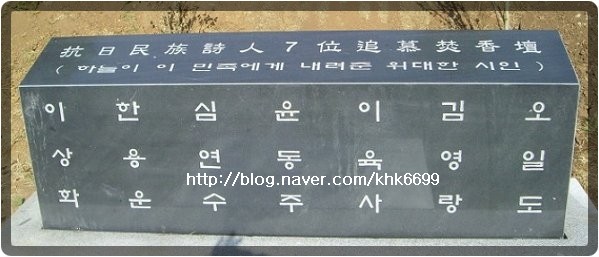 抗日民族詩人7位追慕焚香壇
(하늘이 이 민족에게 내려준 위대한 시인)
이상화
한용운
심연수
윤동주
이육사
김영랑
오일도
http://blog.naver.com/khk6699